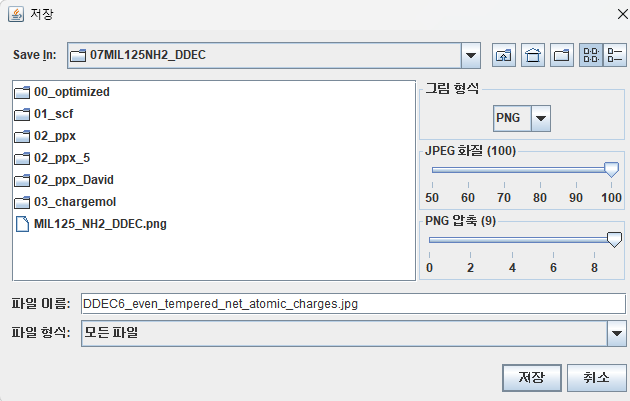 저장
Save In: 07MIL125NH2_DDEC
00_optimized
01_scf
02_ppx
02_ppx_5
02_ppx_David
03_chargemol
MIL125_NH2_DDEC.png
그림 형식
PNG
JPEG 화질 (100)
50 60 70 80 90 100
PNG 압축 (9)
0 2 4 6 8
파일 이름: DDEC6_even_tempered_net_atomic_charges.jpg
파일 형식: 모든 파일
저장 취소